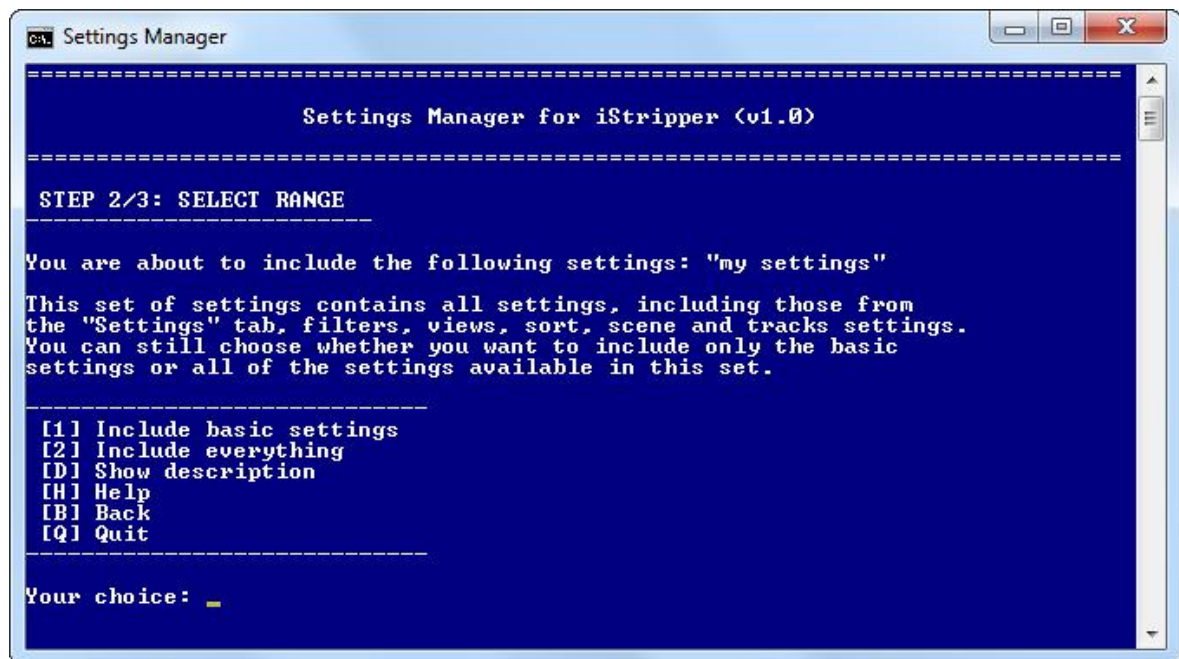 Settings Manager
===============================================================================
Settings Manager for iStripper (v1.0)
===============================================================================
STEP 2/3: SELECT RANGE
-------------------------
You are about to include the following settings: "my settings"
This set of settings contains all settings, including those from
the "Settings" tab, filters, views, sort, scene and tracks settings.
You can still choose whether you want to include only the basic
settings or all of the settings available in this set.
-----------------------------
[1] Include basic settings
[2] Include everything
[D] Show description
[H] Help
[B] Back
[Q] Quit
-----------------------------
Your choice: _